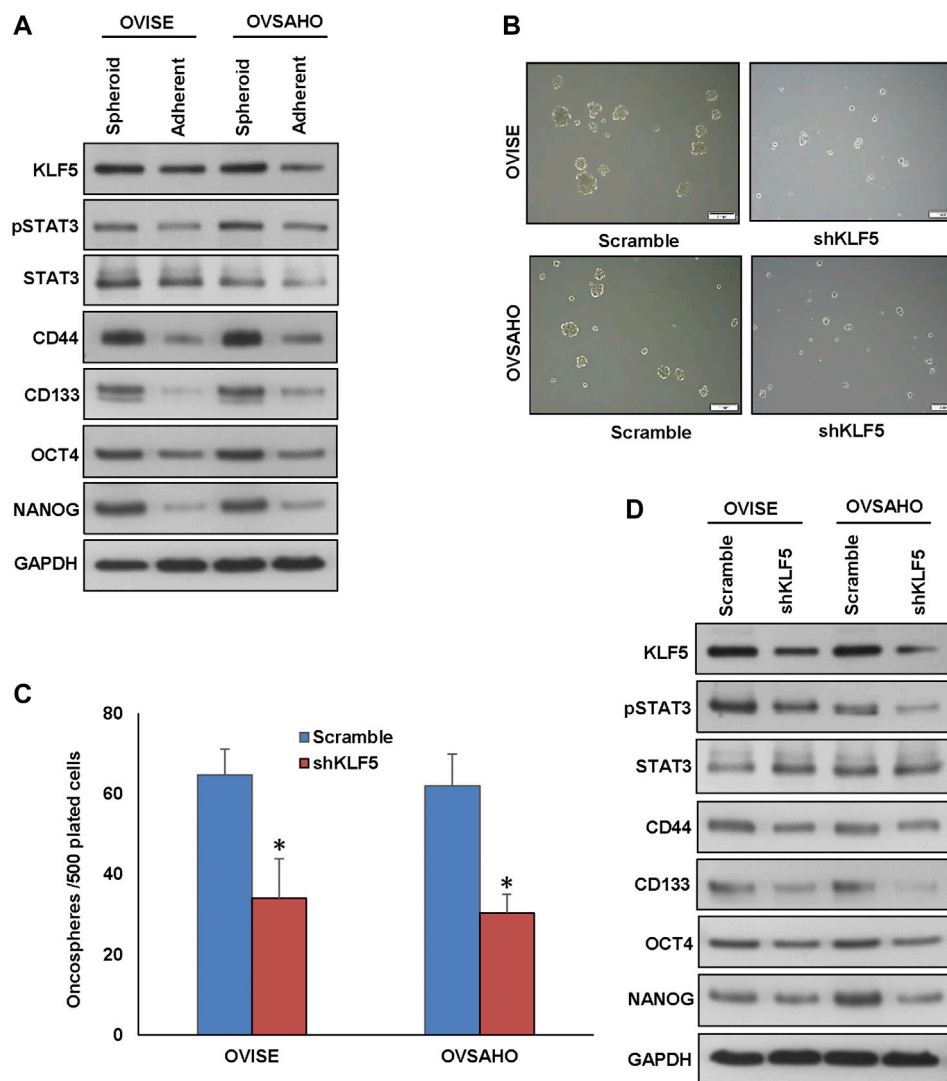 A
OVISE OVSAHO
Spheroid Adherent Spheroid Adherent
KLF5
pSTAT3
STAT3
CD44
CD133
OCT4
NANOG
GAPDH
B
OVISE
Scramble shKLF5
OVSAHO
Scramble shKLF5
C
Oncospheres /500 plated cells
80
60
40
20
0
Scramble
shKLF5
* *
OVISE OVSAHO
D
OVISE OVSAHO
Scramble shKLF5 Scramble shKLF5
KLF5
pSTAT3
STAT3
CD44
CD133
OCT4
NANOG
GAPDH